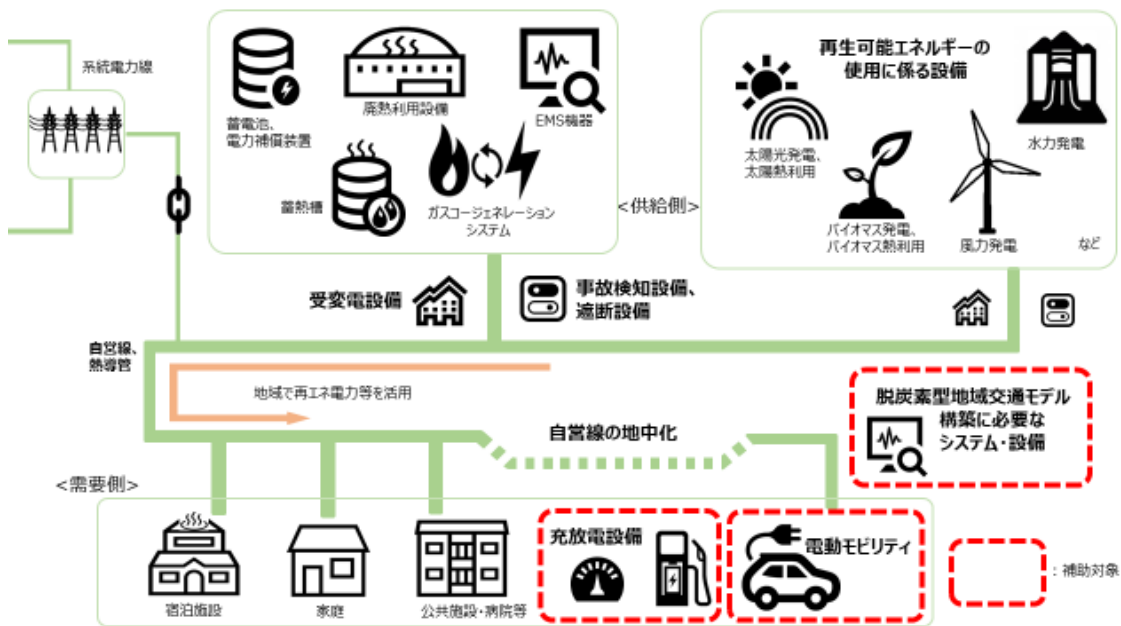 系統電力線
蓄電池、
電力補償装置
廃熱利用設備
EMS機器
蓄熱槽
ガスコージェネレーション
システム
<供給側>
再生可能エネルギーの
使用に係る設備
太陽光発電、
太陽熱利用
バイオマス発電、
バイオマス熱利用
風力発電
水力発電
など
受変電設備
事故検知設備、
遮断設備
自営線、
熱導管
地域で再エネ電力等を活用
自営線の地中化
脱炭素型地域交通モデル
構築に必要な
システム・設備
<需要側>
宿泊施設
家庭
公共施設・病院等
充放電設備
電動モビリティ
：補助対象